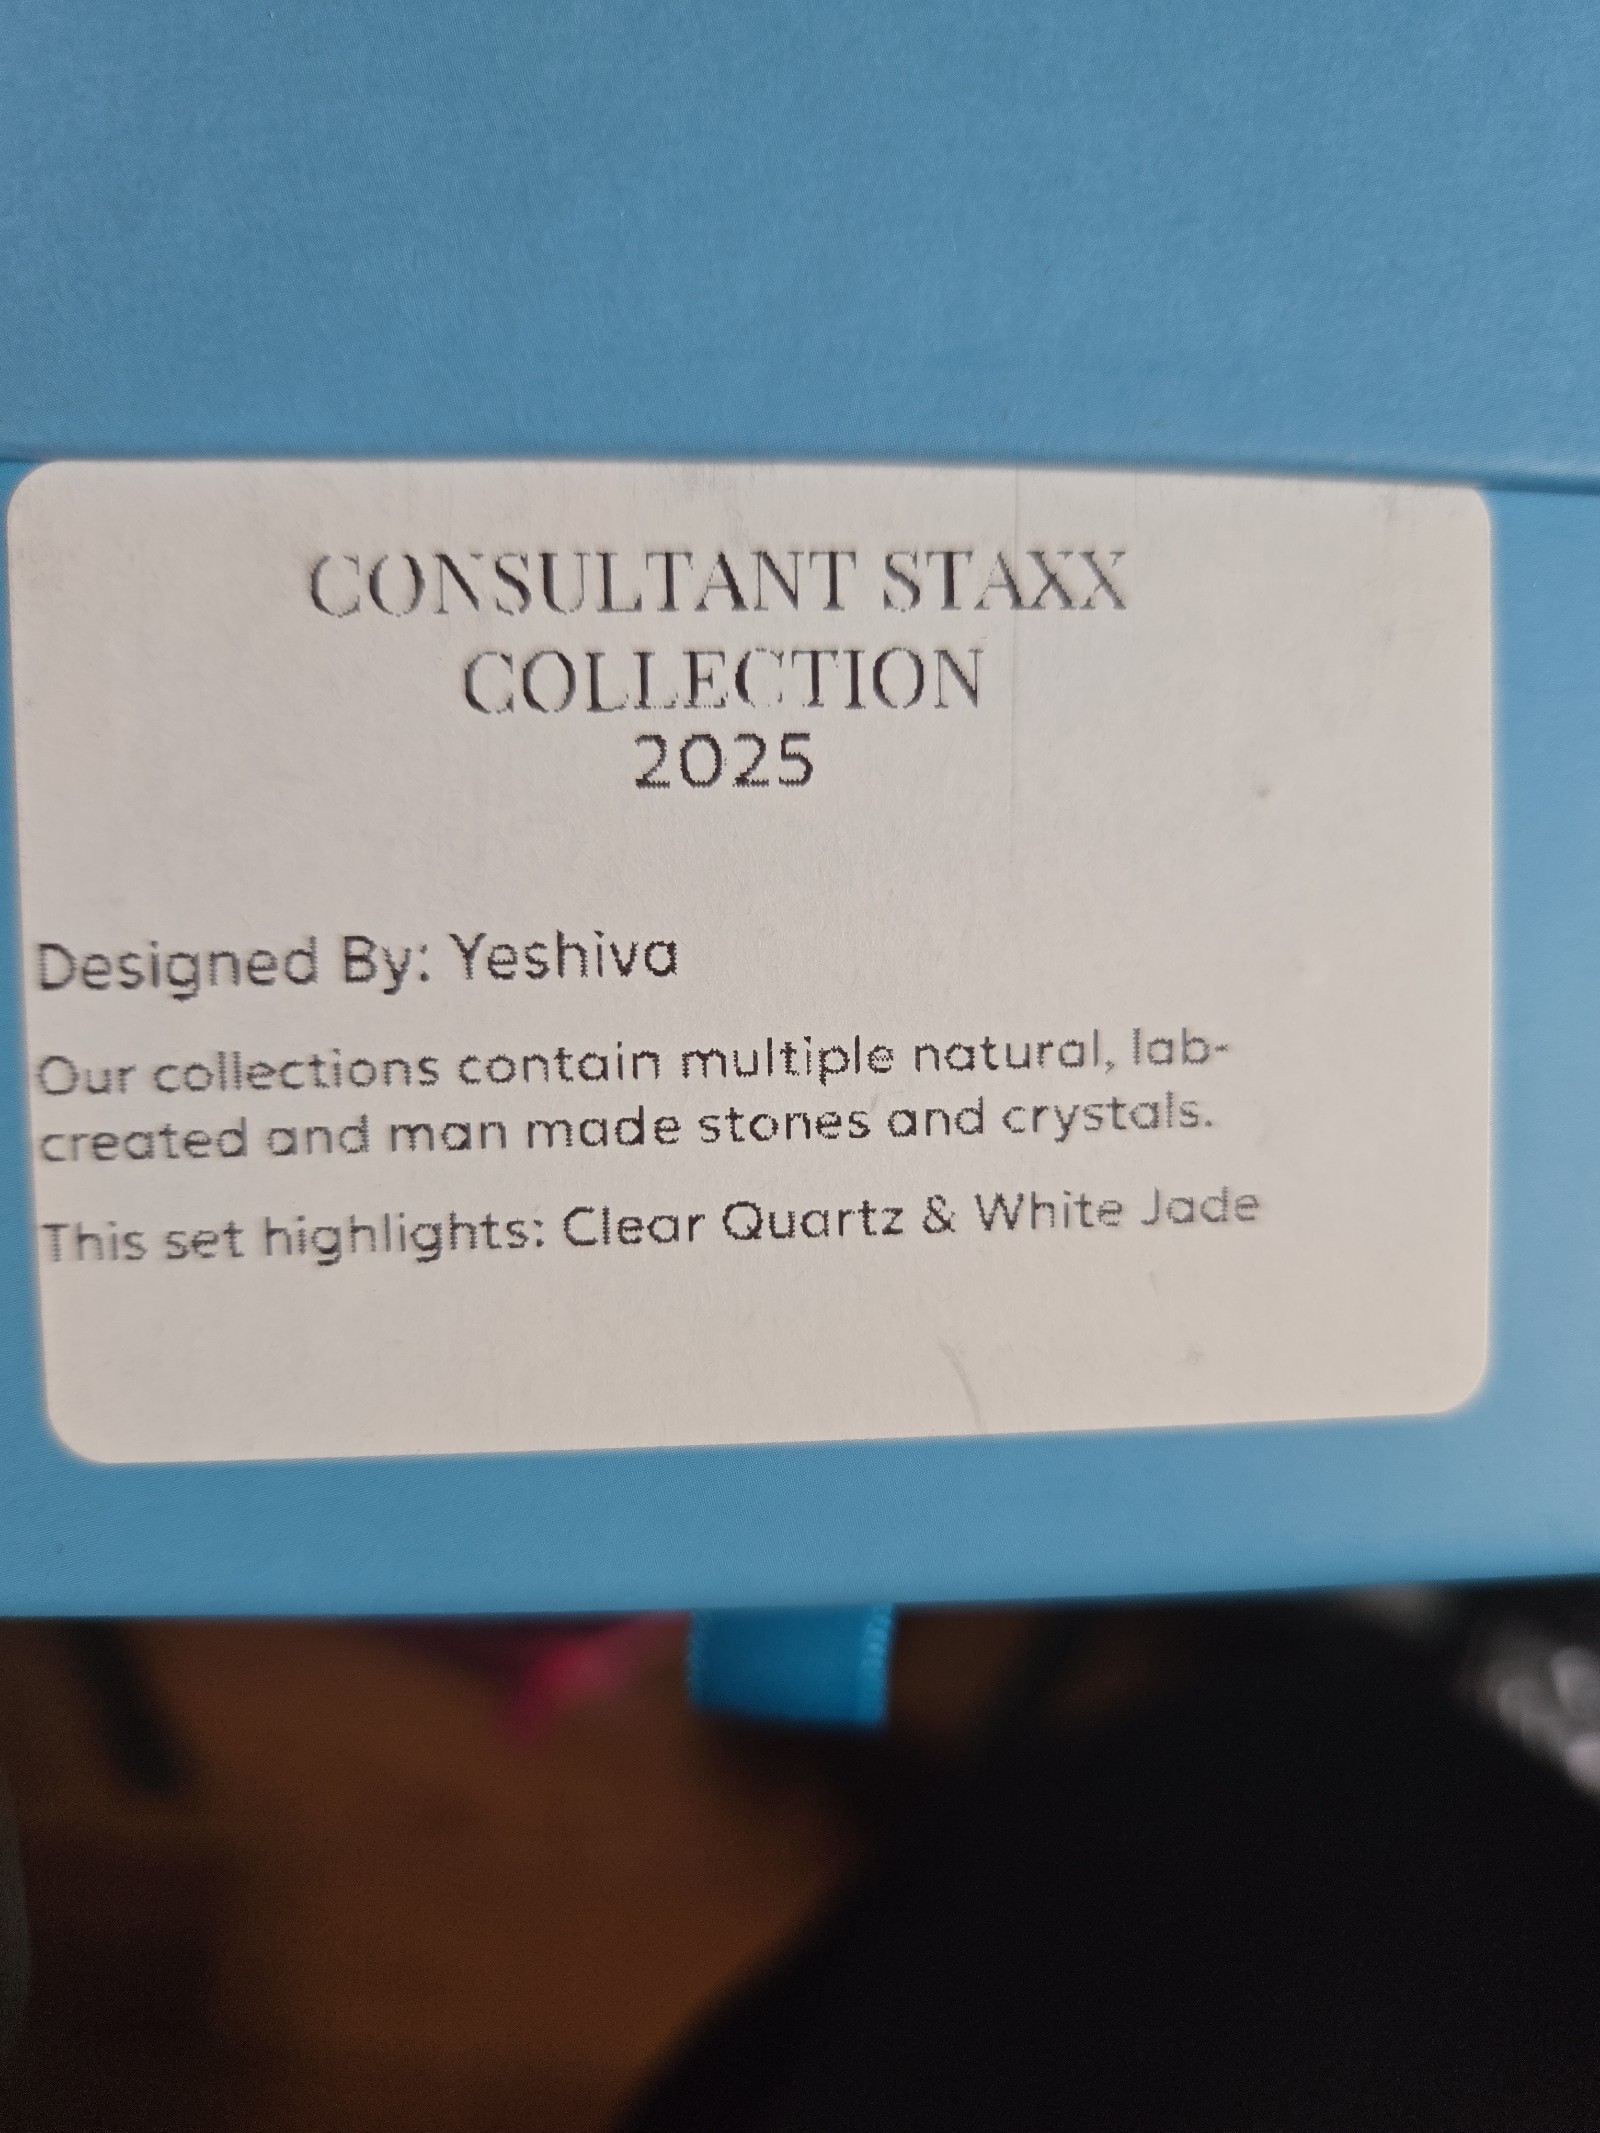 CONSULTANT STAXX
COLLECTION
2025
Designed By: Yeshiva
Our collections contain multiple natural, lab-
created and man made stones and crystals.
This set highlights: Clear Quartz & White Jade